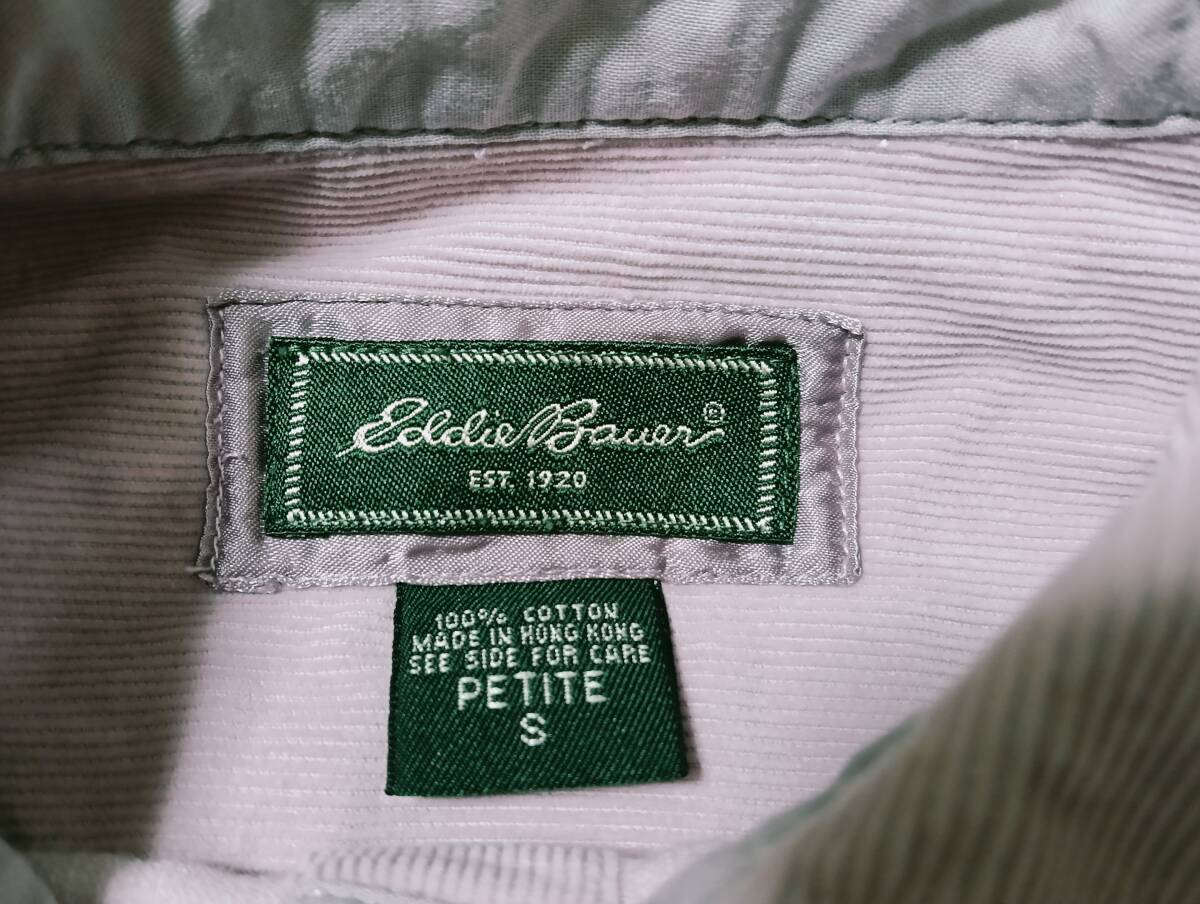 Eddie Bauer ®
EST. 1920
100% COTTON
MADE IN HONG KONG
SEE SIDE FOR CARE
PETITE
S